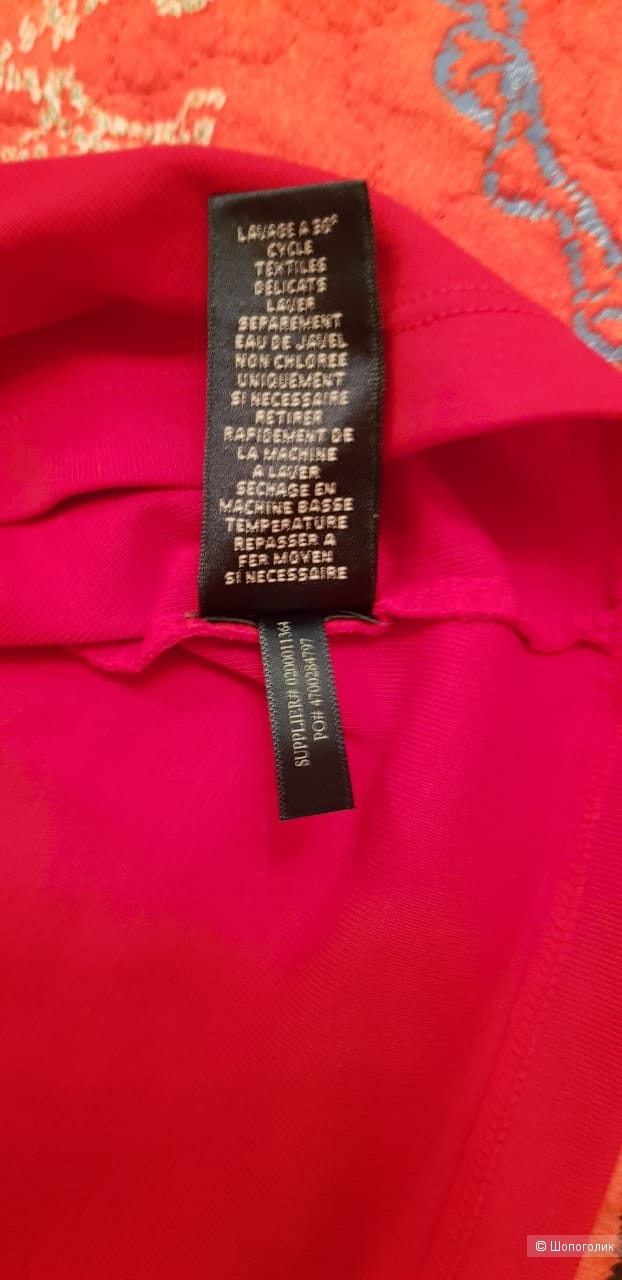 LAVAGE A 30°
CYCLE
TEXTILES
DELICATS
LAVER
SEPAREMENT
EAU DE JAVEL
NON CHLOREE
UNIQUEMENT
SI NECESSAIRE
RETIRER
RAPIDEMENT DE
LA MACHINE
A LAVER
SECHAGE EN
MACHINE BASSE
TEMPERATURE
REPASSER A
FER MOYEN
SI NECESSAIRE
SUPPLIER# 0200011364
PO# 4700284797
© Шопоголик